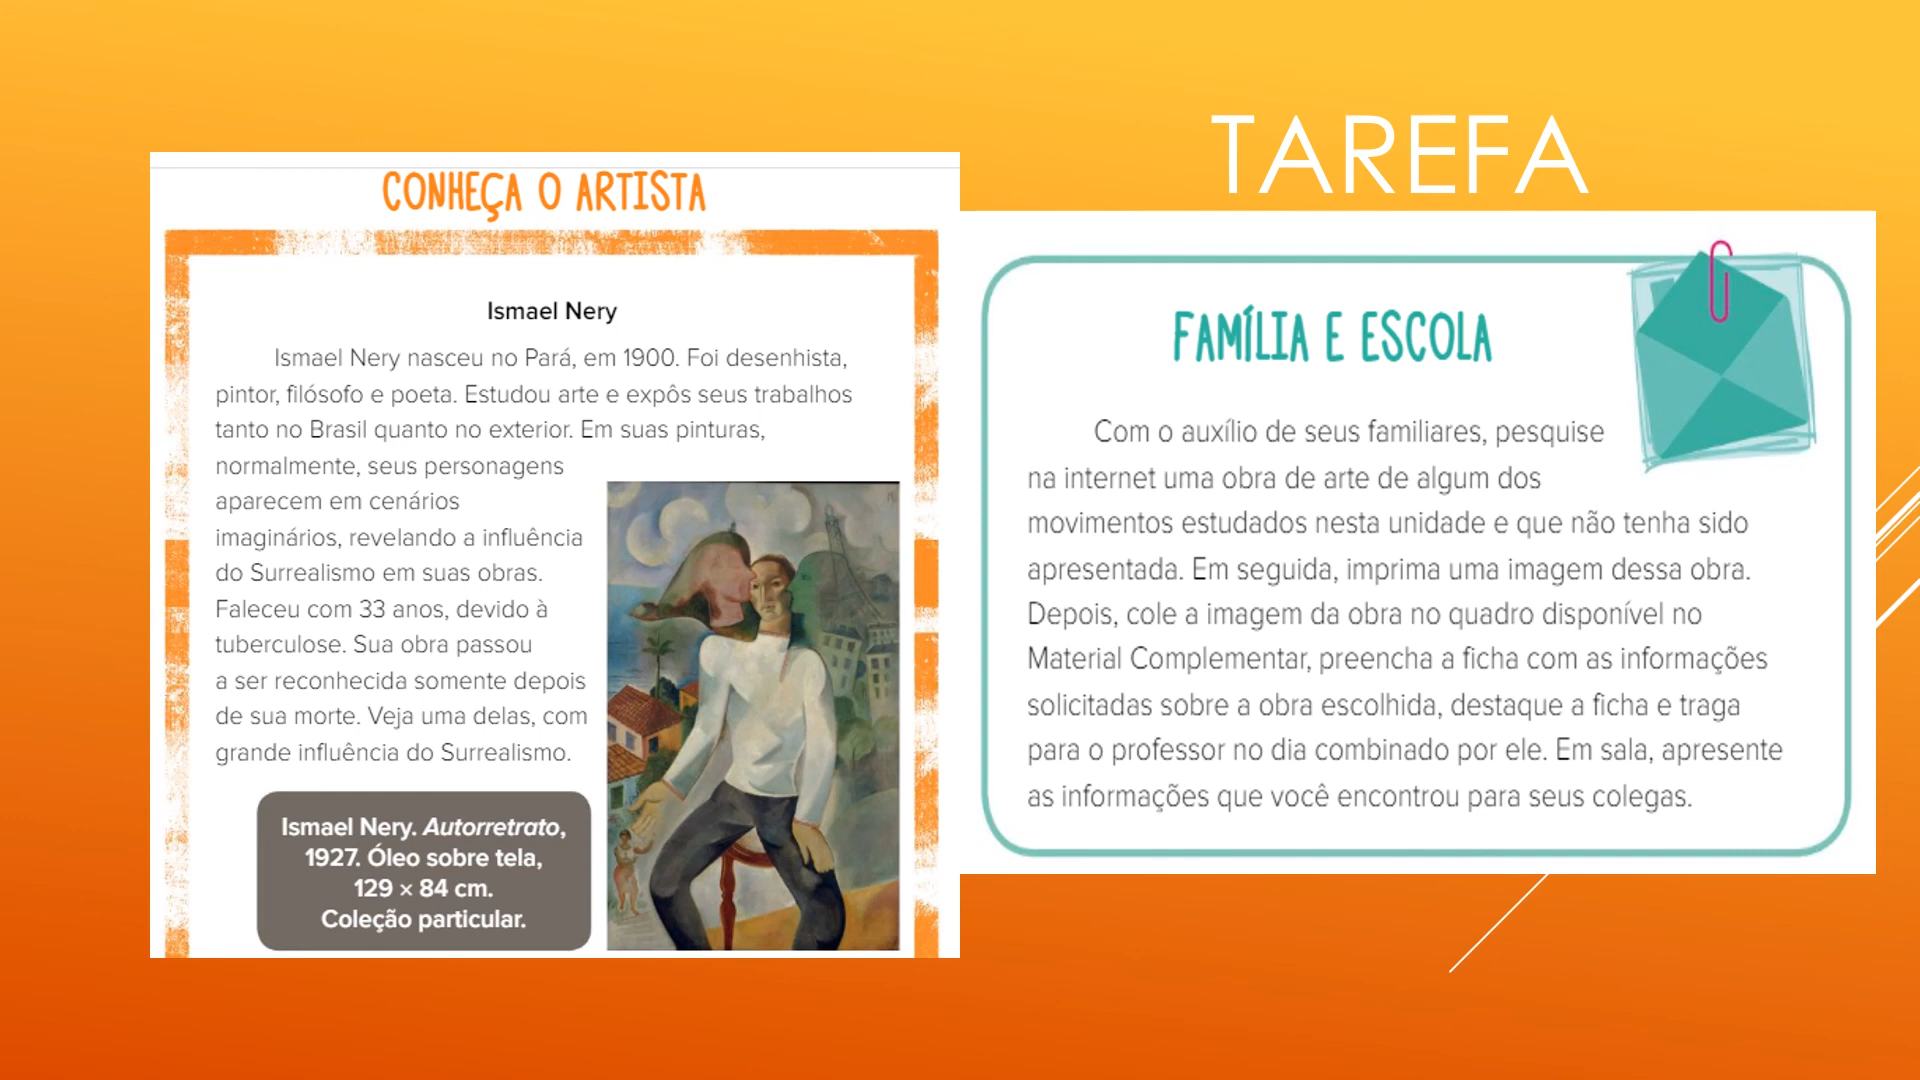 CONHEÇA O ARTISTA
Ismael Nery
Ismael Nery nasceu no Pará, em 1900. Foi desenhista,
pintor, filósofo e poeta. Estudou arte e expôs seus trabalhos
tanto no Brasil quanto no exterior. Em suas pinturas,
normalmente, seus personagens
aparecem em cenários
imaginários, revelando a influência
do Surrealismo em suas obras.
Faleceu com 33 anos, devido à
tuberculose. Sua obra passou
a ser reconhecida somente depois
de sua morte. Veja uma delas, com
grande influência do Surrealismo.
Ismael Nery. Autorretrato,
1927. Óleo sobre tela,
129 × 84 cm.
Coleção particular.
TAREFA
FAMÍLIA E ESCOLA
Com o auxílio de seus familiares, pesquise
na internet uma obra de arte de algum dos
movimentos estudados nesta unidade e que não tenha sido
apresentada. Em seguida, imprima uma imagem dessa obra.
Depois, cole a imagem da obra no quadro disponível no
Material Complementar, preencha a ficha com as informações
solicitadas sobre a obra escolhida, destaque a ficha e traga
para o professor no dia combinado por ele. Em sala, apresente
as informações que você encontrou para seus colegas.